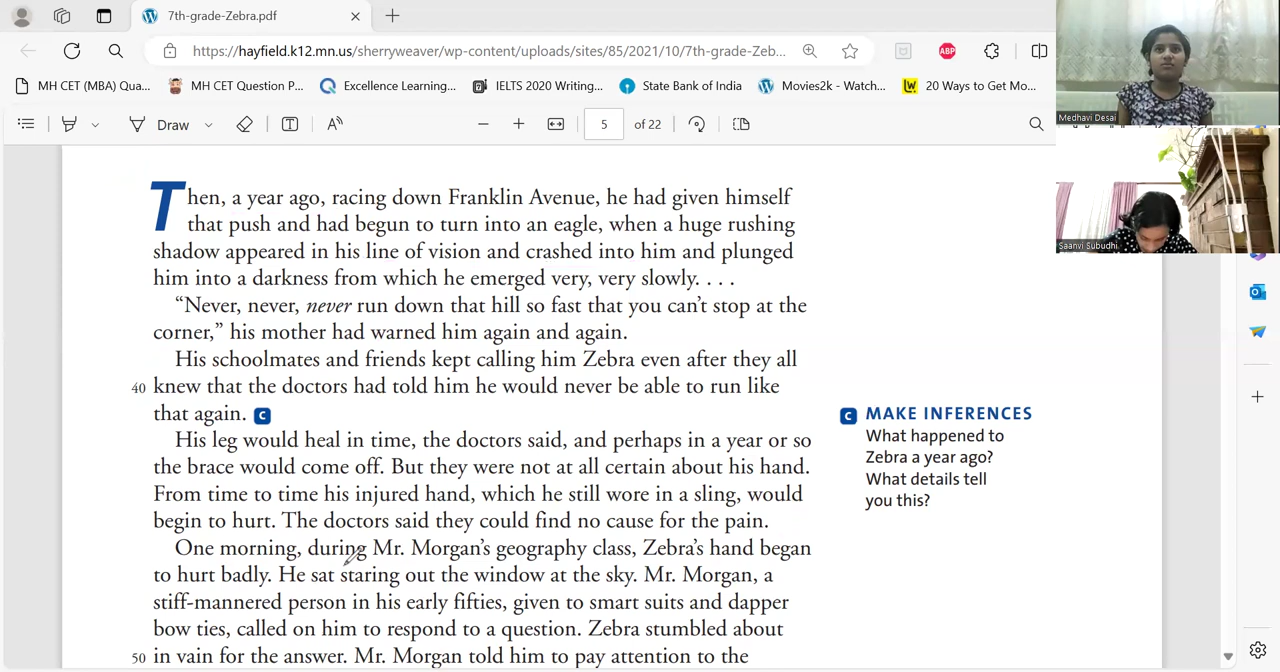 7th-grade-Zebra.pdf
https://hayfield.k12.mn.us/sherryweaver/wp-content/uploads/sites/85/2021/10/7th-grade-Zeb...
ABP
MH CET (MBA) Qua...
MH CET Question P...
Excellence Learning...
IELTS 2020 Writing...
State Bank of India
Movies2k - Watch...
20 Ways to Get Mo...
Draw
5 of 22
Medhavi Desai
Saanvi Subudhi
Then, a year ago, racing down Franklin Avenue, he had given himself
that push and had begun to turn into an eagle, when a huge rushing
shadow appeared in his line of vision and crashed into him and plunged
him into a darkness from which he emerged very, very slowly. . . .
“Never, never, never run down that hill so fast that you can’t stop at the
corner,” his mother had warned him again and again.
His schoolmates and friends kept calling him Zebra even after they all
40 knew that the doctors had told him he would never be able to run like
that again. C
His leg would heal in time, the doctors said, and perhaps in a year or so
the brace would come off. But they were not at all certain about his hand.
From time to time his injured hand, which he still wore in a sling, would
begin to hurt. The doctors said they could find no cause for the pain.
One morning, during Mr. Morgan’s geography class, Zebra’s hand began
to hurt badly. He sat staring out the window at the sky. Mr. Morgan, a
stiff-mannered person in his early fifties, given to smart suits and dapper
bow ties, called on him to respond to a question. Zebra stumbled about
50 in vain for the answer. Mr. Morgan told him to pay attention to the
C MAKE INFERENCES
What happened to
Zebra a year ago?
What details tell
you this?